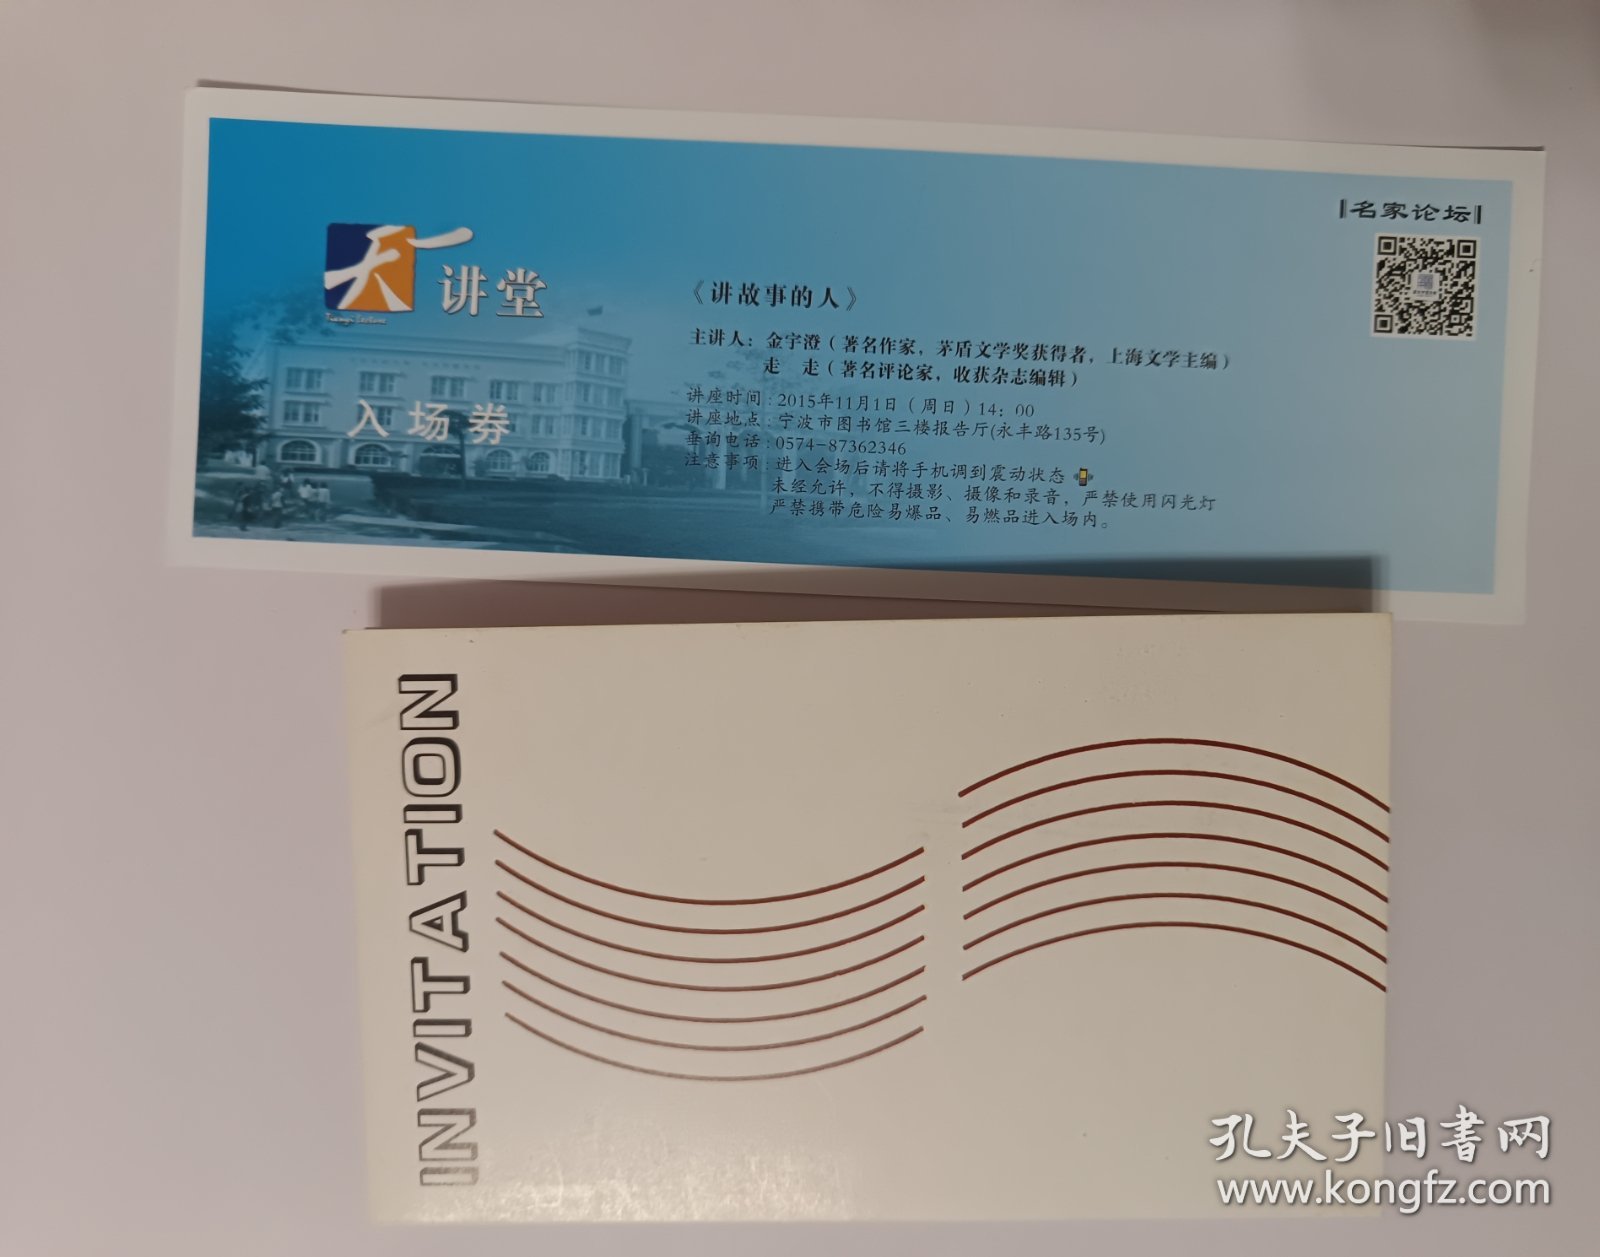 名家论坛
天一
讲堂
Tianyi Lecture
入场券
《讲故事的人》
主讲人：金宇澄（著名作家，茅盾文学奖获得者，上海文学主编）
走 走（著名评论家，收获杂志编辑）
讲座时间：2015年11月1日（周日）14：00
讲座地点：宁波市图书馆三楼报告厅(永丰路135号)
垂询电话：0574-87362346
注意事项：进入会场后请将手机调到震动状态
未经允许，不得摄影、摄像和录音，严禁使用闪光灯
严禁携带危险易爆品、易燃品进入场内。
INVITATION
孔夫子旧书网
www.kongfz.com